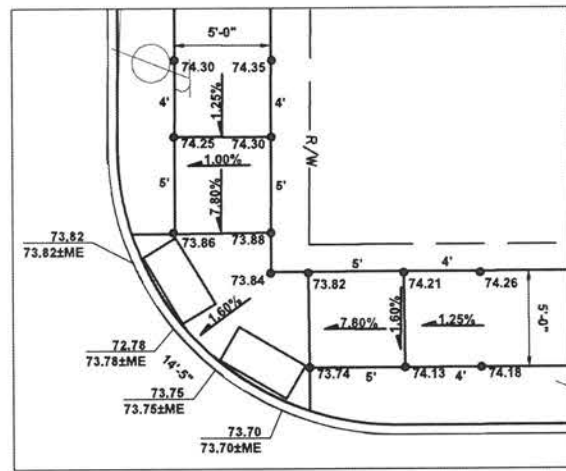 5'-0"
74.30 74.35
4' 1.25% 4'
74.25 74.30
R/W
1.00%
5' 7.80% 5'
73.86 73.88
73.82
73.82±ME
73.84 73.82 5' 74.21 4' 74.26
1.60%
7.80% 1.60% 1.25% 5'-0"
72.78
73.78±ME
14'-5"
73.74 5' 74.13 4' 74.18
73.75
73.75±ME
73.70
73.70±ME